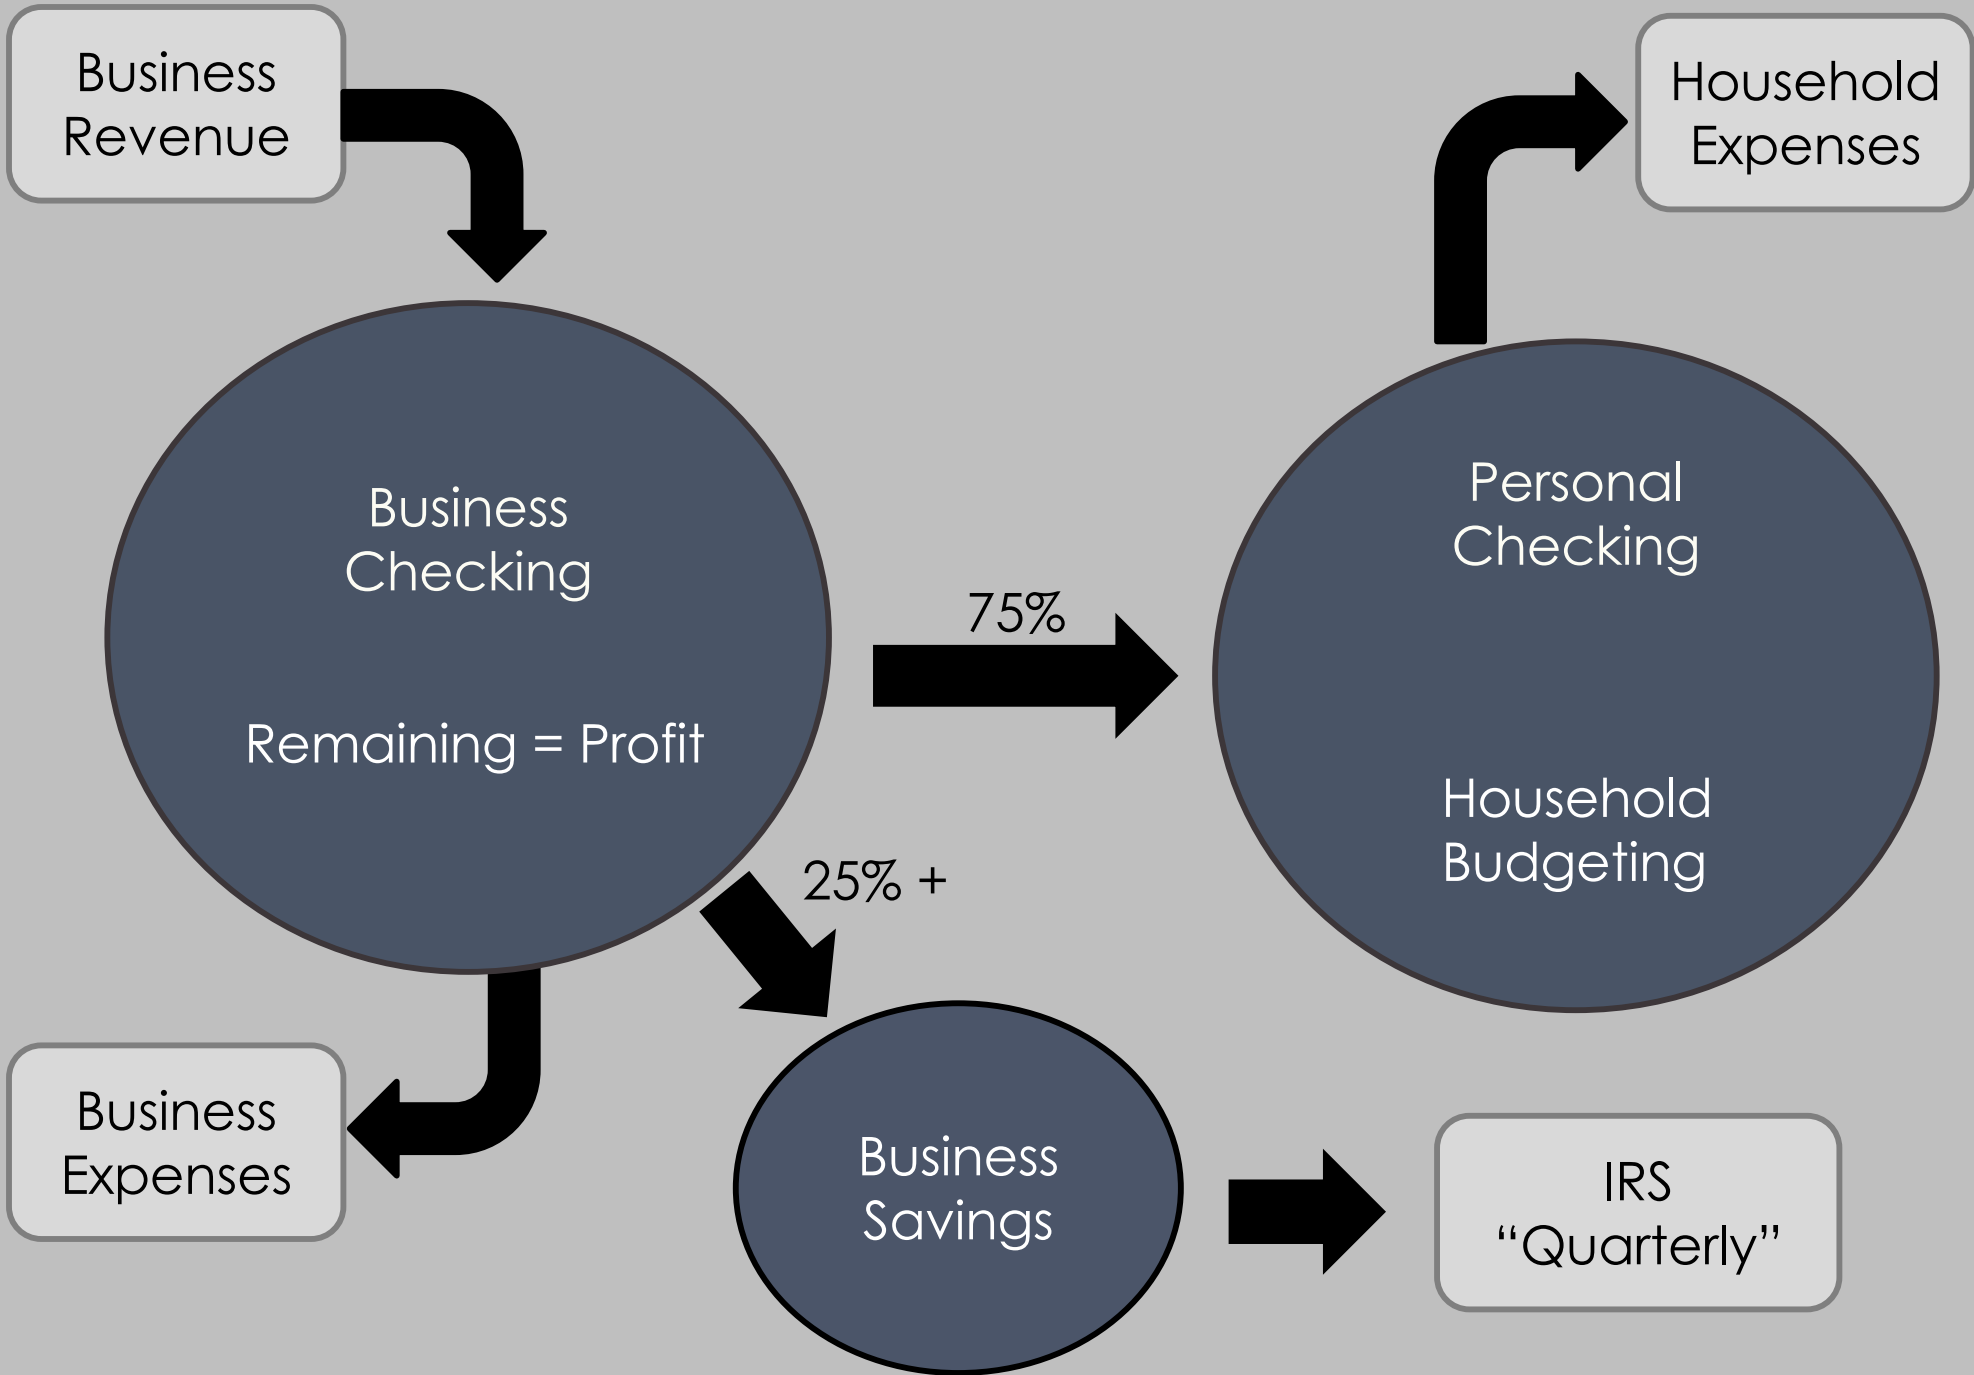 Business
Revenue
Household
Expenses
Business
Checking
Remaining = Profit
75%
Personal
Checking
Household
Budgeting
25% +
Business
Expenses
Business
Savings
IRS
“Quarterly”